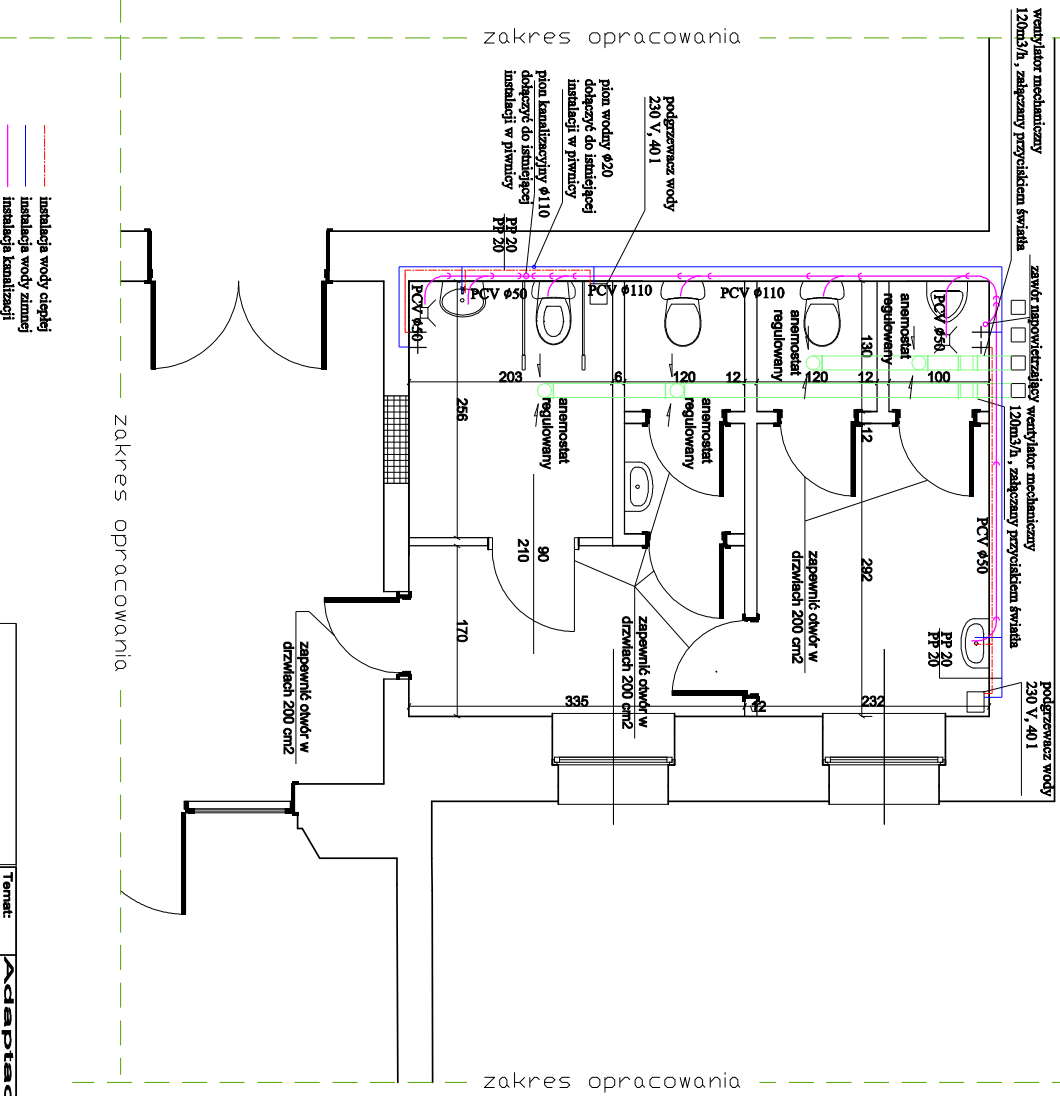 zakres opracowania
wentylator mechaniczny
120m3/h , załączany przyciskiem światła
zawór napowietrzający
wentylator mechaniczny
120m3/h , załączany przyciskiem światła
podgrzewacz wody
230 V, 40 l
podgrzewacz wody
230 V, 40 l
pion wodny ϕ20
dołączyć do istniejącej
instalacji w piwnicy
pion kanalizacyjny ϕ110
dołączyć do istniejącej
instalacji w piwnicy
PP 20
PP 20
PCV ϕ50
PCV ϕ50
PCV ϕ110
PCV ϕ110
PCV ϕ50
PCV ϕ50
PP 20
PP 20
anemostat
regulowany
anemostat
regulowany
anemostat
regulowany
anemostat
regulowany
203
6
120
12
120
12
100
130
12
256
292
170
90
210
335
12
232
zapewnić otwór w
drzwiach 200 cm2
zapewnić otwór w
drzwiach 200 cm2
zapewnić otwór w
drzwiach 200 cm2
zakres opracowania
zakres opracowania
instalacja wody ciepłej
instalacja wody zimnej
instalacja kanalizacji
Temat:
Adaptac